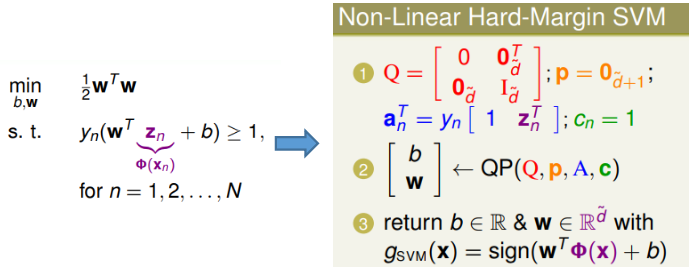 min ½wᵀw
b,w
s. t. yₙ(wᵀ zₙ + b) ≥ 1,
Φ(xₙ)
for n = 1, 2, . . . , N
Non-Linear Hard-Margin SVM
1 Q = [ 0 0ᵀ_d̃ ; 0_d̃ I_d̃ ] ; p = 0_d̃+1 ;
aₙᵀ = yₙ [ 1 zₙᵀ ] ; cₙ = 1
2 [ b ; w ] ← QP(Q, p, A, c)
3 return b ∈ ℝ & w ∈ ℝ^d̃ with
g_SVM(x) = sign(wᵀΦ(x) + b)